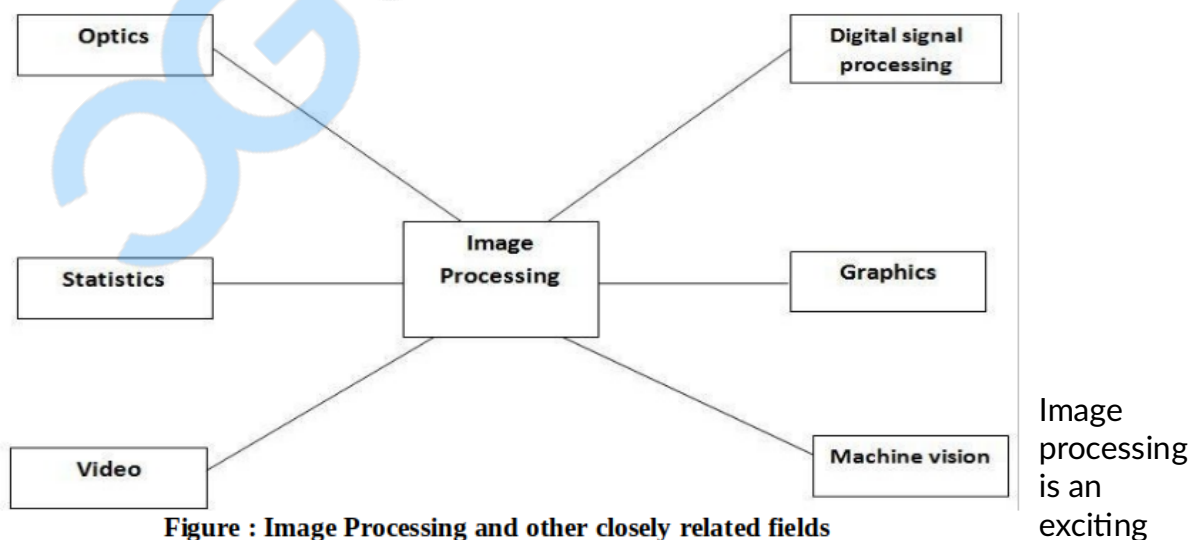 Optics
Digital signal
processing
Image
Processing
Statistics
Graphics
Video
Machine vision
Figure : Image Processing and other closely related fields
Image
processing
is an
exciting